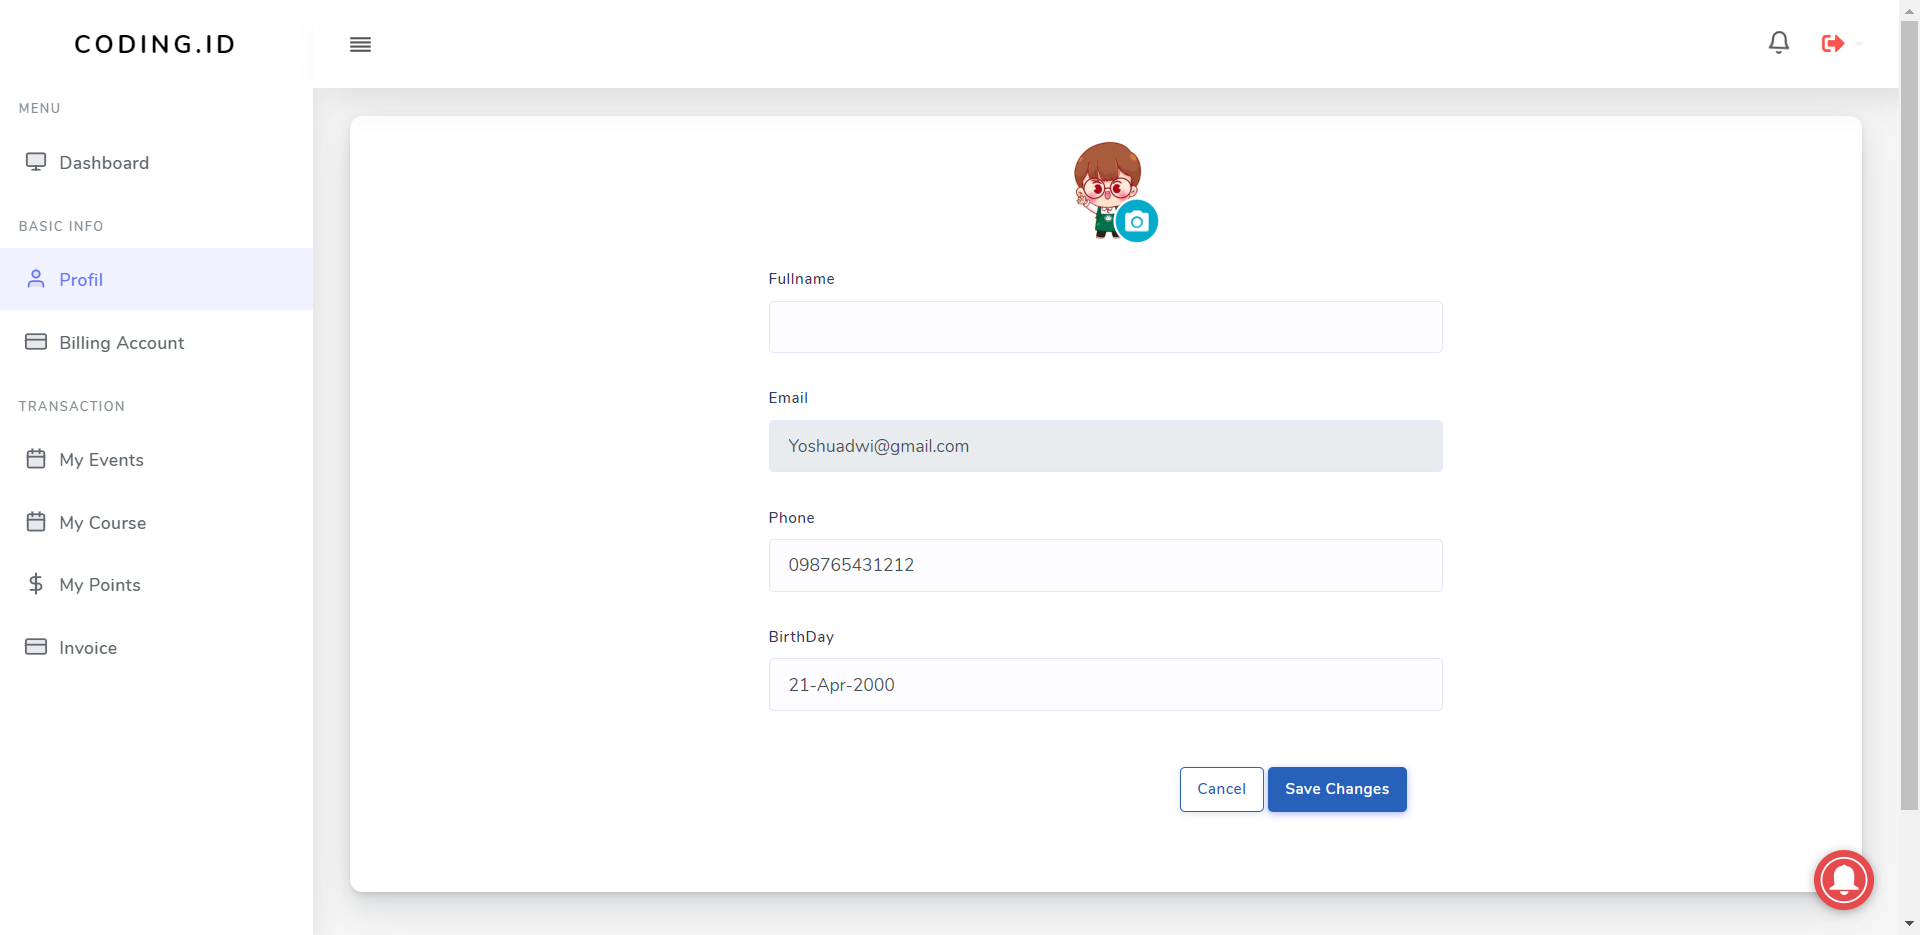 CODING.ID
MENU
Dashboard
BASIC INFO
Profil
Billing Account
TRANSACTION
My Events
My Course
My Points
Invoice
Fullname
Email
Yoshuadwi@gmail.com
Phone
098765431212
BirthDay
21-Apr-2000
Cancel
Save Changes